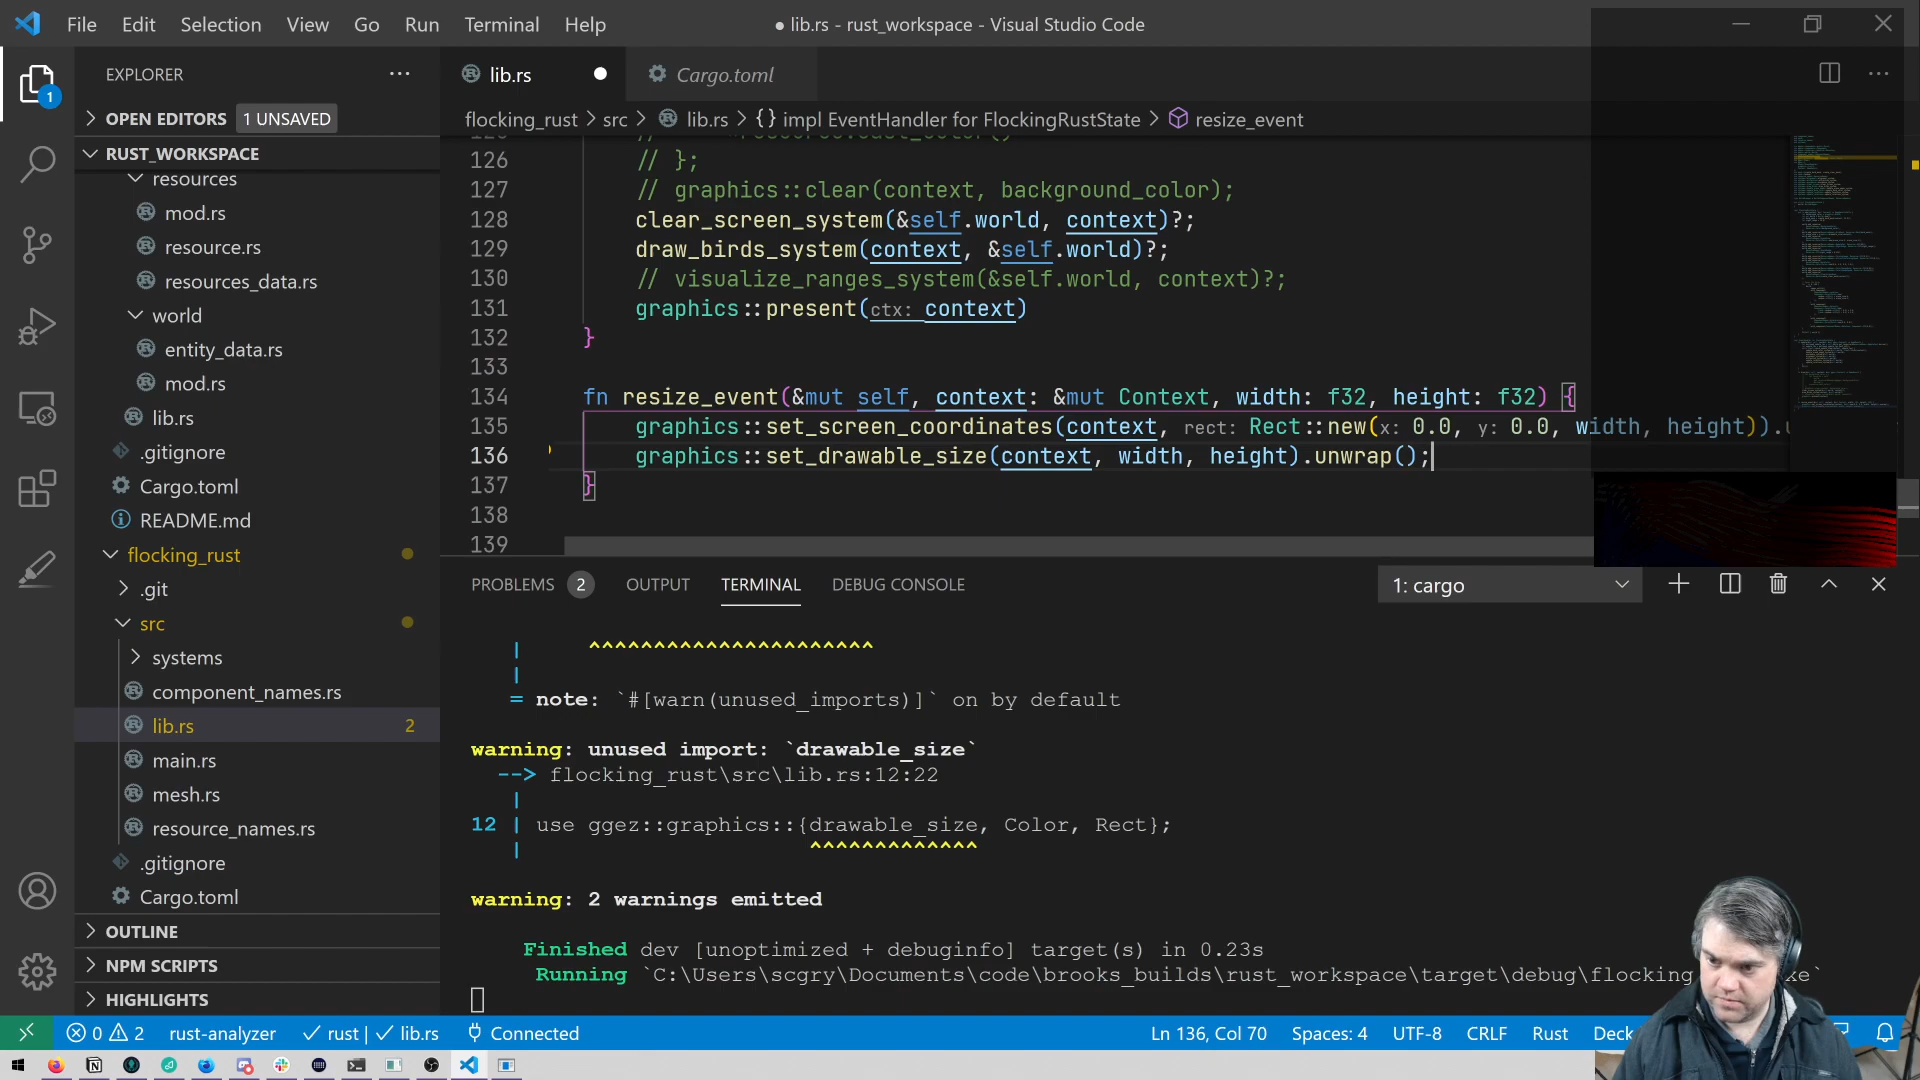 File Edit Selection View Go Run Terminal Help
● lib.rs - rust_workspace - Visual Studio Code
EXPLORER
OPEN EDITORS 1 UNSAVED
RUST_WORKSPACE
resources
mod.rs
resource.rs
resources_data.rs
world
entity_data.rs
mod.rs
lib.rs
.gitignore
Cargo.toml
README.md
flocking_rust
.git
src
systems
component_names.rs
lib.rs 2
main.rs
mesh.rs
resource_names.rs
.gitignore
Cargo.toml
OUTLINE
NPM SCRIPTS
HIGHLIGHTS
1
lib.rs
Cargo.toml
flocking_rust > src > lib.rs > {} impl EventHandler for FlockingRustState > resize_event
126 // };
127 // graphics::clear(context, background_color);
128 clear_screen_system(&self.world, context)?;
129 draw_birds_system(context, &self.world)?;
130 // visualize_ranges_system(&self.world, context)?;
131 graphics::present(ctx: context)
132 }
133
134 fn resize_event(&mut self, context: &mut Context, width: f32, height: f32) {
135 graphics::set_screen_coordinates(context, rect: Rect::new(x: 0.0, y: 0.0, width, height)).
136 graphics::set_drawable_size(context, width, height).unwrap();
137 }
138
139
PROBLEMS 2 OUTPUT TERMINAL DEBUG CONSOLE
1: cargo
|     ^^^^^^^^^^^^^^^^^^^^^^
|
= note: `#[warn(unused_imports)]` on by default
warning: unused import: `drawable_size`
--> flocking_rust\src\lib.rs:12:22
|
12 | use ggez::graphics::{drawable_size, Color, Rect};
|                      ^^^^^^^^^^^^^
warning: 2 warnings emitted
Finished dev [unoptimized + debuginfo] target(s) in 0.23s
Running `C:\Users\scgry\Documents\code\brooks_builds\rust_workspace\target\debug\flocking
0 2 rust-analyzer ✓ rust | ✓ lib.rs Connected
Ln 136, Col 70 Spaces: 4 UTF-8 CRLF Rust